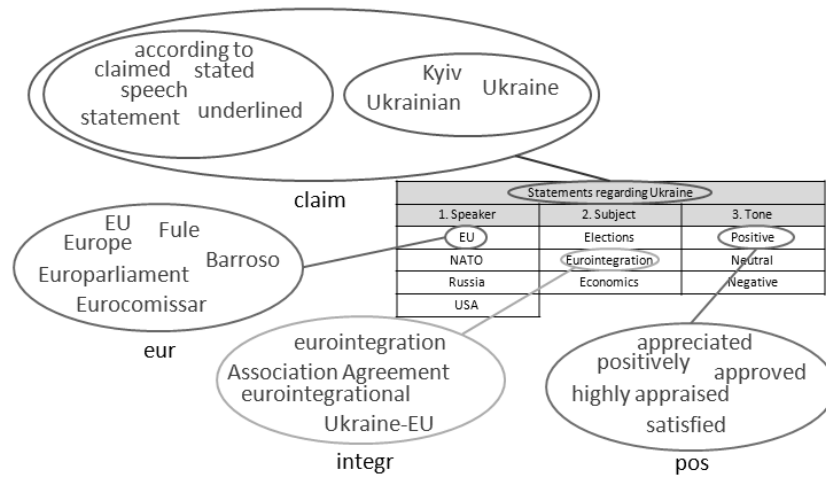 according to
claimed stated
speech
statement underlined
Kyiv
Ukrainian Ukraine
claim
Statements regarding Ukraine
1. Speaker 2. Subject 3. Tone
EU Elections Positive
NATO Eurointegration Neutral
Russia Economics Negative
USA
EU Fule
Europe
Barroso
Europarliament
Eurocomissar
eur
eurointegration
Association Agreement
eurointegrational
Ukraine-EU
integr
appreciated
positively approved
highly appraised
satisfied
pos